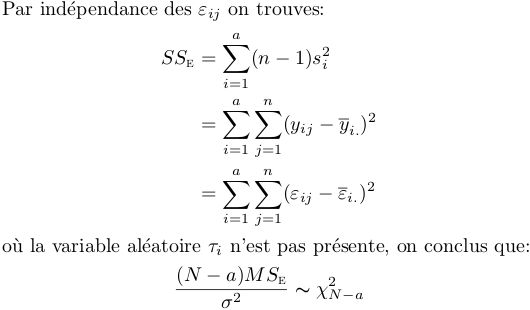 Par indépendance des $\varepsilon_{ij}$ on trouves:
$SS_{\text{E}} = \sum_{i=1}^{a} (n-1)s_i^2$
$= \sum_{i=1}^{a} \sum_{j=1}^{n} (y_{ij} - \overline{y}_{i.})^2$
$= \sum_{i=1}^{a} \sum_{j=1}^{n} (\varepsilon_{ij} - \overline{\varepsilon}_{i.})^2$
où la variable aléatoire $\tau_i$ n'est pas présente, on conclus que:
$\frac{(N-a)MS_{\text{E}}}{\sigma^2} \sim \chi^2_{N-a}$